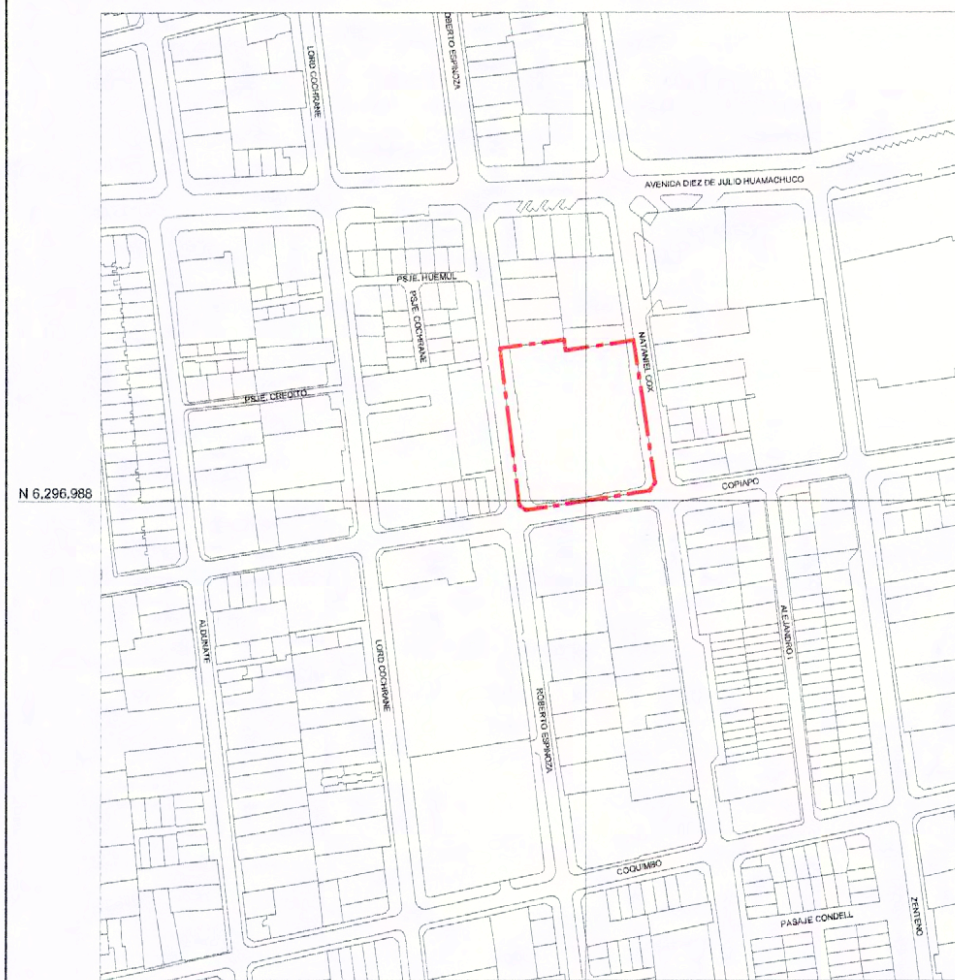 LORD COCHRANE
ROBERTO ESPINOZA
AVENIDA DIEZ DE JULIO HUAMACHUCO
PSJE. HUEMUL
PSJE. COCHRANE
NATANIEL COX
PSJE. CREDITO
N 6,296,988
COPIAPO
ALDUNATE
LORD COCHRANE
ALEJANDRO I
ROBERTO ESPINOZA
COQUIMBO
PASAJE CONDELL
ZENTENO